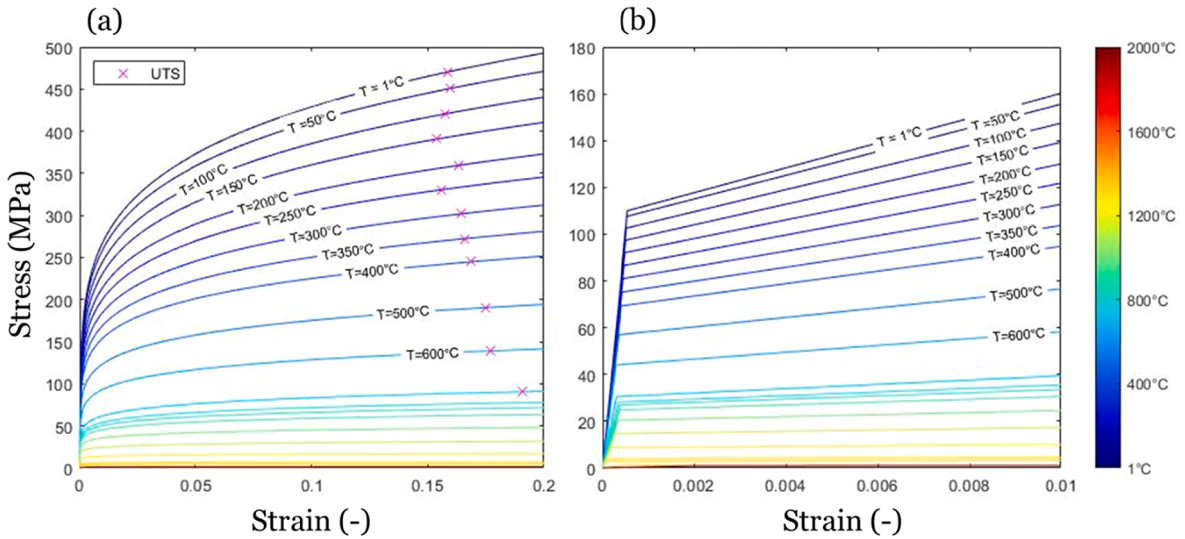 (a)
(b)
500
450
400
350
300
250
200
150
100
50
0
Stress (MPa)
UTS
T = 1°C
T =50°C
T=100°C
T=150°C
T=200°C
T=250°C
T=300°C
T=350°C
T=400°C
T=500°C
T=600°C
0
0.05
0.1
0.15
0.2
Strain (-)
180
160
140
120
100
80
60
40
20
0
T = 1°C
T=50°C
T=100°C
T=150°C
T=200°C
T=250°C
T=300°C
T=350°C
T=400°C
T=500°C
T=600°C
0
0.002
0.004
0.006
0.008
0.01
Strain (-)
2000°C
1600°C
1200°C
800°C
400°C
1°C